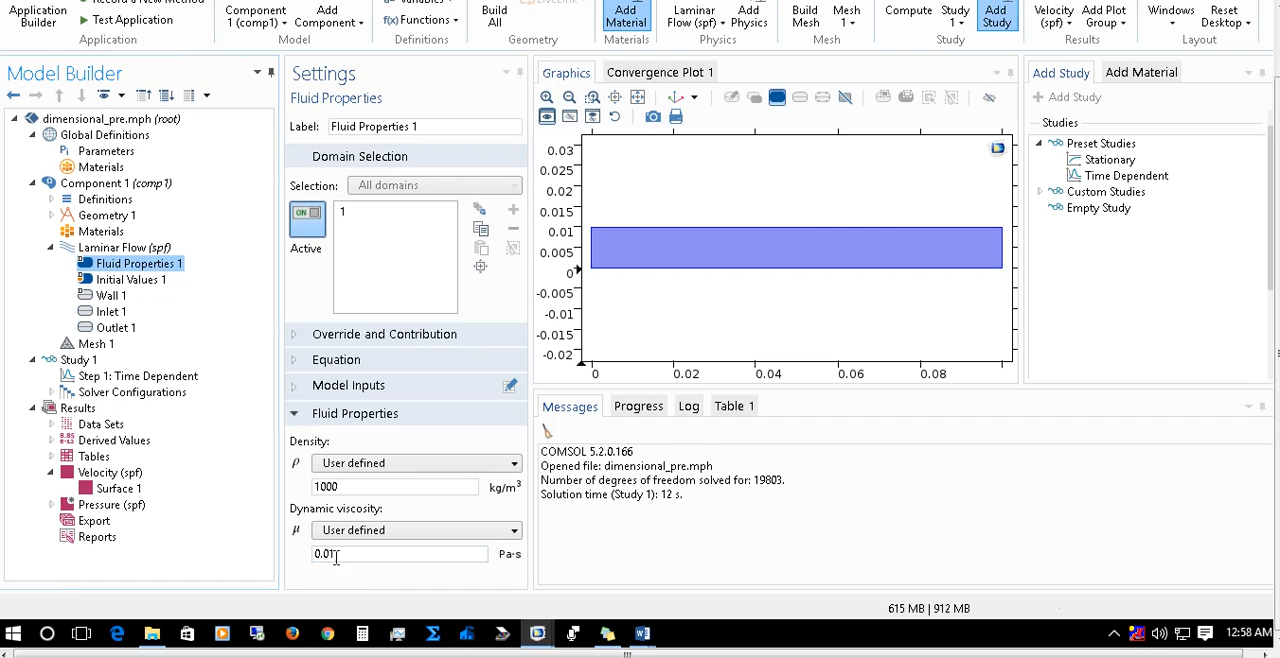 Record a New Method
Variables
LiveLink
Application Builder
Test Application
Component 1 (comp1)
Add Component
f(x) Functions
Build All
Add Material
Laminar Flow (spf)
Add Physics
Build Mesh
Mesh 1
Compute
Study 1
Add Study
Velocity (spf)
Add Plot Group
Windows
Reset Desktop
Application
Model
Definitions
Geometry
Materials
Physics
Mesh
Study
Results
Layout
Model Builder
dimensional_pre.mph (root)
Global Definitions
Pi Parameters
Materials
Component 1 (comp1)
Definitions
Geometry 1
Materials
Laminar Flow (spf)
Fluid Properties 1
Initial Values 1
Wall 1
Inlet 1
Outlet 1
Mesh 1
Study 1
Step 1: Time Dependent
Solver Configurations
Results
Data Sets
8.85 e-12 Derived Values
Tables
Velocity (spf)
Surface 1
Pressure (spf)
Export
Reports
Settings
Fluid Properties
Label: Fluid Properties 1
Domain Selection
Selection: All domains
ON
Active
1
Override and Contribution
Equation
Model Inputs
Fluid Properties
Density:
ρ User defined
1000 kg/m³
Dynamic viscosity:
μ User defined
0.01 Pa·s
Graphics
Convergence Plot 1
0.03
0.025
0.02
0.015
0.01
0.005
0
-0.005
-0.01
-0.015
-0.02
0 0.02 0.04 0.06 0.08
Messages
Progress
Log
Table 1
COMSOL 5.2.0.166
Opened file: dimensional_pre.mph
Number of degrees of freedom solved for: 19803.
Solution time (Study 1): 12 s.
Add Study
Add Material
Add Study
Studies
Preset Studies
Stationary
Time Dependent
Custom Studies
Empty Study
615 MB | 912 MB
12:58 AM